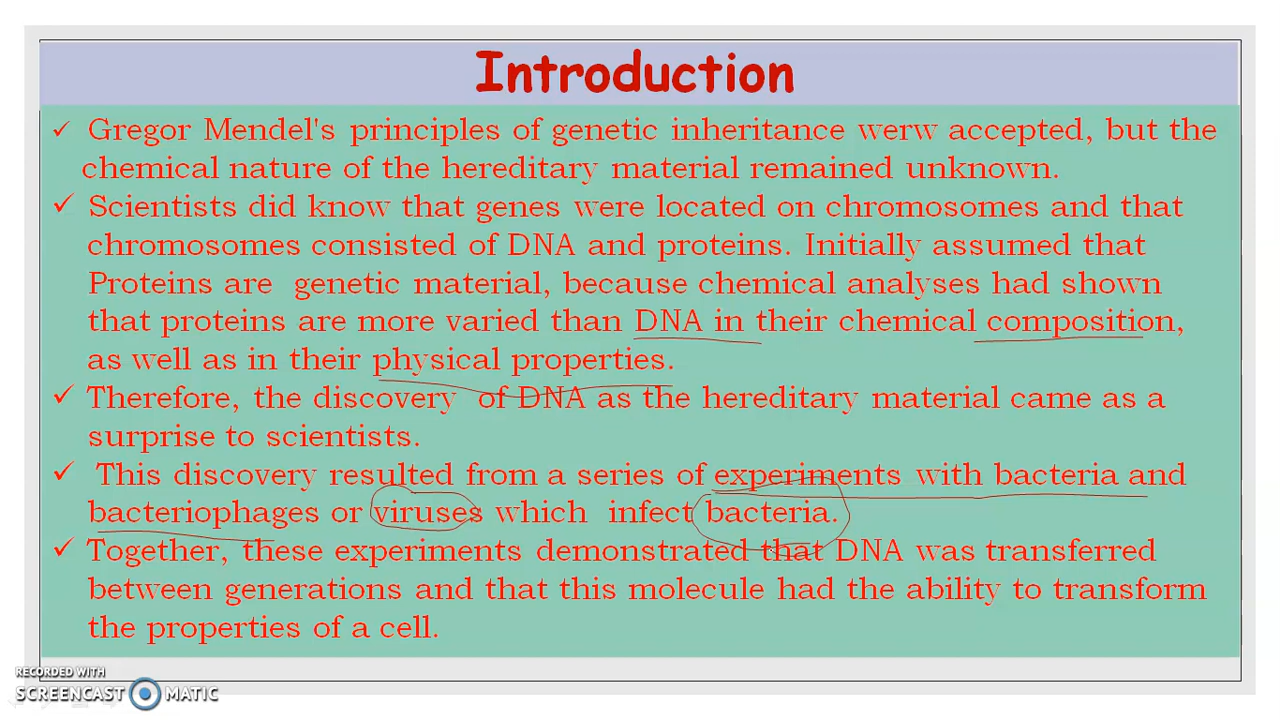 Introduction
✓ Gregor Mendel's principles of genetic inheritance werw accepted, but the
chemical nature of the hereditary material remained unknown.
✓ Scientists did know that genes were located on chromosomes and that
chromosomes consisted of DNA and proteins. Initially assumed that
Proteins are genetic material, because chemical analyses had shown
that proteins are more varied than DNA in their chemical composition,
as well as in their physical properties.
✓ Therefore, the discovery of DNA as the hereditary material came as a
surprise to scientists.
✓ This discovery resulted from a series of experiments with bacteria and
bacteriophages or viruses which infect bacteria.
✓ Together, these experiments demonstrated that DNA was transferred
between generations and that this molecule had the ability to transform
the properties of a cell.
RECORDED WITH
SCREENCAST MATIC